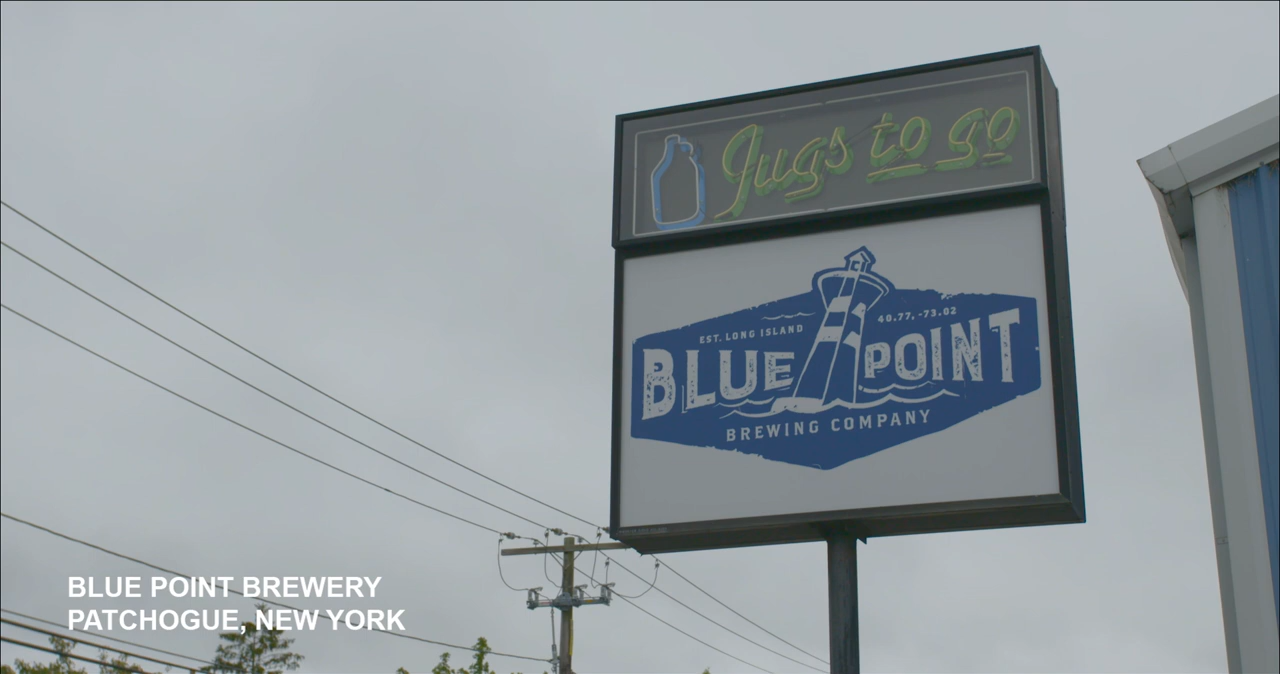 Jugs to go
EST. LONG ISLAND
40.77, -73.02
BLUE POINT
BREWING COMPANY
BLUE POINT BREWERY
PATCHOGUE, NEW YORK